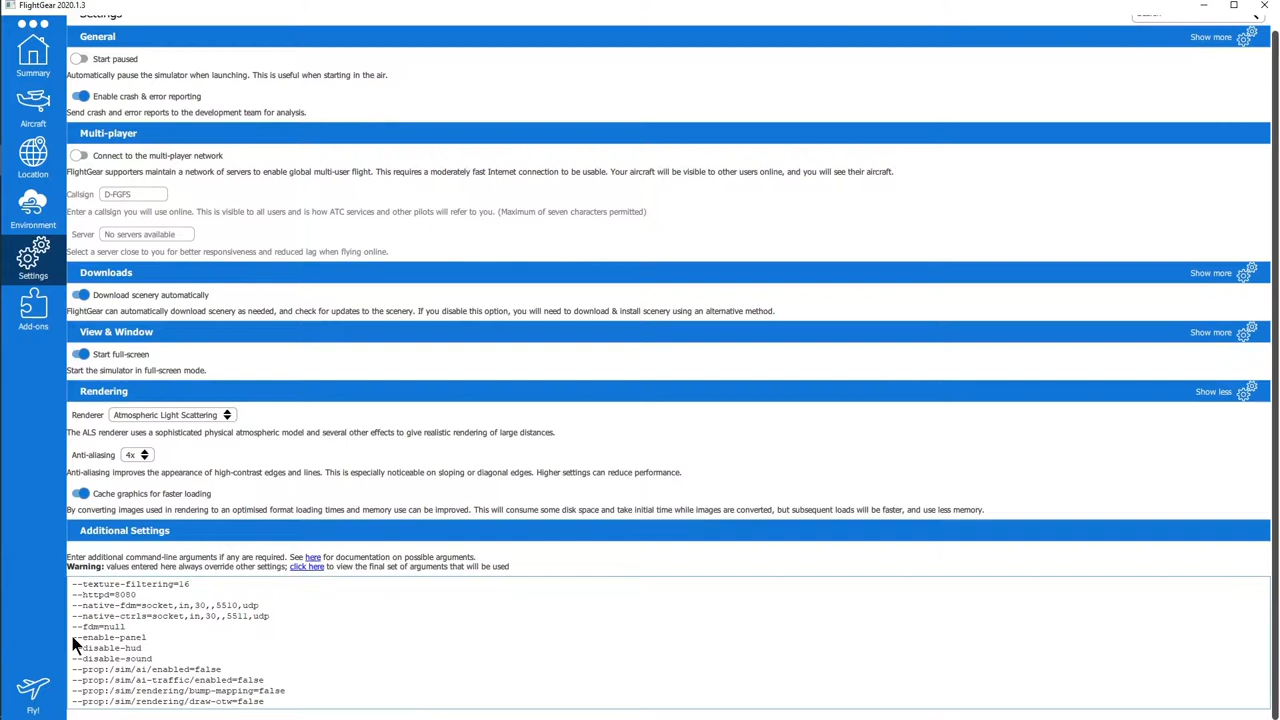 FlightGear 2020.1.3
Settings
Search
General
Show more
Start paused
Automatically pause the simulator when launching. This is useful when starting in the air.
Enable crash & error reporting
Send crash and error reports to the development team for analysis.
Multi-player
Connect to the multi-player network
FlightGear supporters maintain a network of servers to enable global multi-user flight. This requires a moderately fast Internet connection to be usable. Your aircraft will be visible to other users online, and you will see their aircraft.
Callsign D-FGFS
Enter a callsign you will use online. This is visible to all users and is how ATC services and other pilots will refer to you. (Maximum of seven characters permitted)
Server No servers available
Select a server close to you for better responsiveness and reduced lag when flying online.
Downloads
Show more
Download scenery automatically
FlightGear can automatically download scenery as needed, and check for updates to the scenery. If you disable this option, you will need to download & install scenery using an alternative method.
View & Window
Show more
Start full-screen
Start the simulator in full-screen mode.
Rendering
Show less
Renderer Atmospheric Light Scattering
The ALS renderer uses a sophisticated physical atmospheric model and several other effects to give realistic rendering of large distances.
Anti-aliasing 4x
Anti-aliasing improves the appearance of high-contrast edges and lines. This is especially noticeable on sloping or diagonal edges. Higher settings can reduce performance.
Cache graphics for faster loading
By converting images used in rendering to an optimised format loading times and memory use can be improved. This will consume some disk space and take initial time while images are converted, but subsequent loads will be faster, and use less memory.
Additional Settings
Enter additional command-line arguments if any are required. See here for documentation on possible arguments.
Warning: values entered here always override other settings; click here to view the final set of arguments that will be used
--texture-filtering=16
--httpd=8080
--native-fdm=socket,in,30,,5510,udp
--native-ctrls=socket,in,30,,5511,udp
--fdm=null
--enable-panel
--disable-hud
--disable-sound
--prop:/sim/ai/enabled=false
--prop:/sim/ai-traffic/enabled=false
--prop:/sim/rendering/bump-mapping=false
--prop:/sim/rendering/draw-otw=false
Summary
Aircraft
Location
Environment
Settings
Add-ons
Fly!